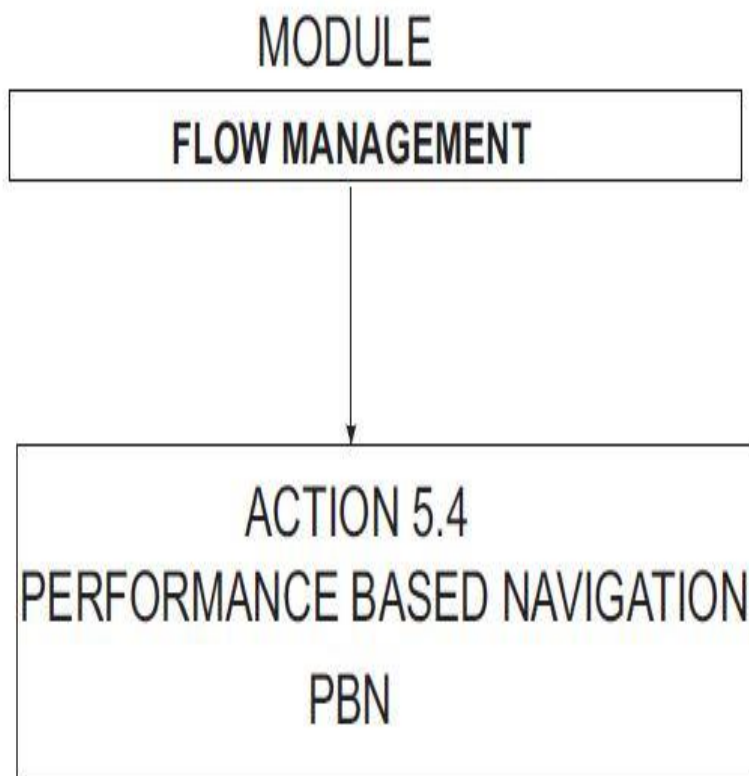 MODULE
FLOW MANAGEMENT
ACTION 5.4
PERFORMANCE BASED NAVIGATION
PBN